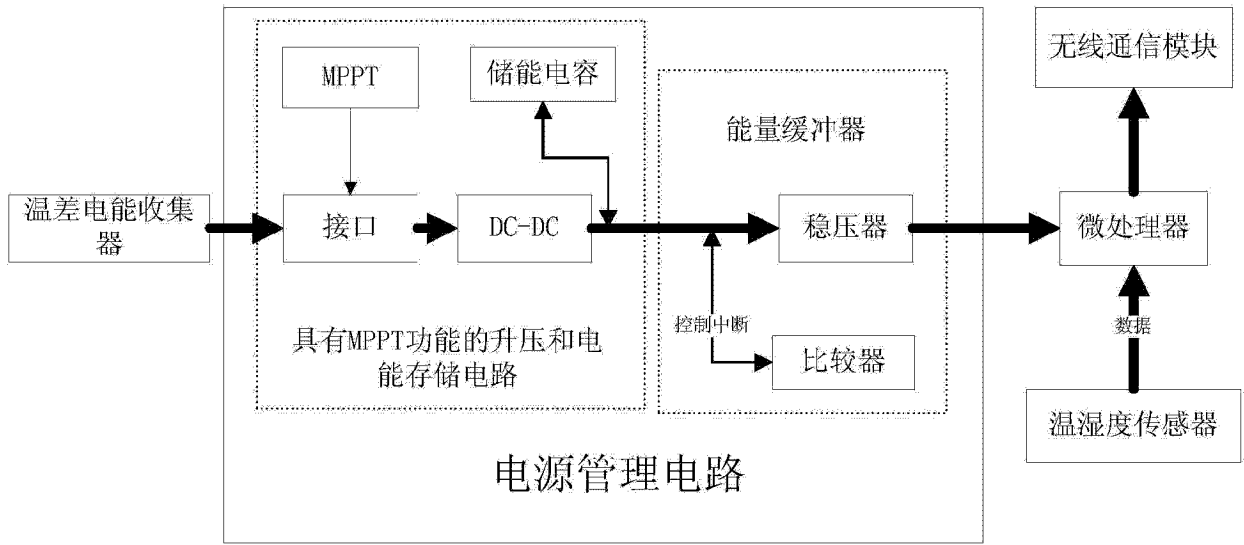 MPPT
储能电容
无线通信模块
能量缓冲器
温差电能收集
器
接口
DC-DC
稳压器
微处理器
控制中断
数据
具有MPPT功能的升压和电
能存储电路
比较器
温湿度传感器
电源管理电路